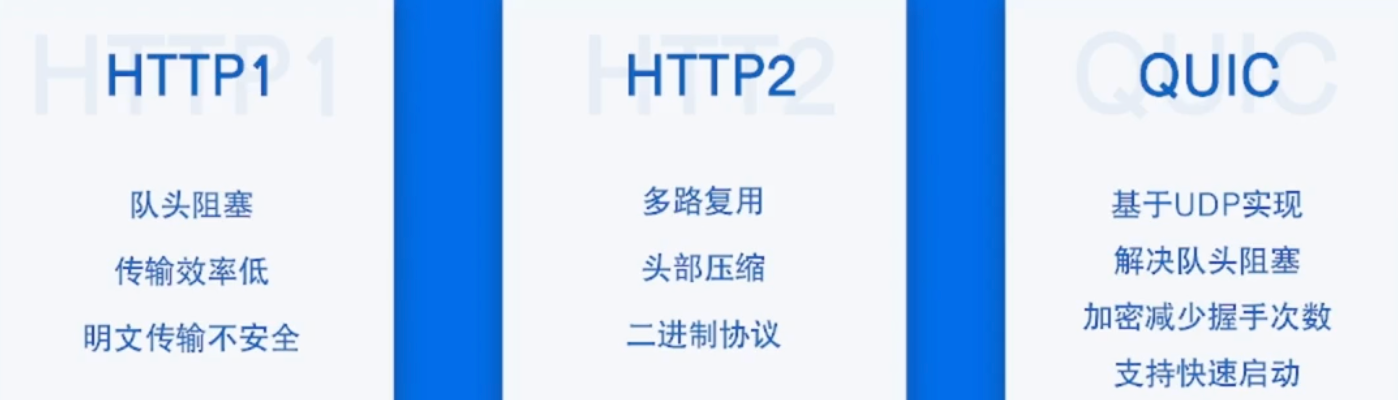 HTTP1
队头阻塞
传输效率低
明文传输不安全
HTTP2
多路复用
头部压缩
二进制协议
QUIC
基于UDP实现
解决队头阻塞
加密减少握手次数
支持快速启动